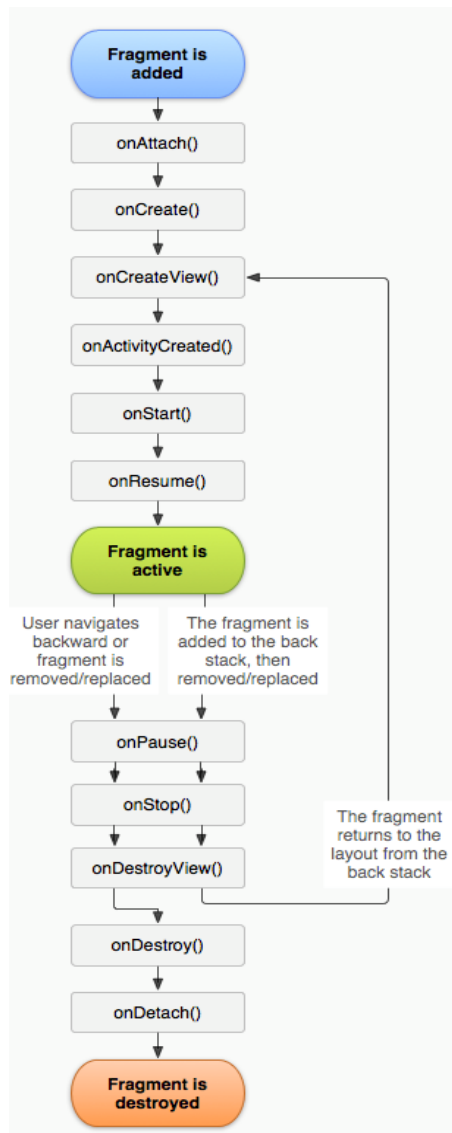 Fragment is
added
onAttach()
onCreate()
onCreateView()
onActivityCreated()
onStart()
onResume()
Fragment is
active
User navigates
backward or
fragment is
removed/replaced
The fragment is
added to the back
stack, then
removed/replaced
onPause()
onStop()
onDestroyView()
The fragment
returns to the
layout from the
back stack
onDestroy()
onDetach()
Fragment is
destroyed